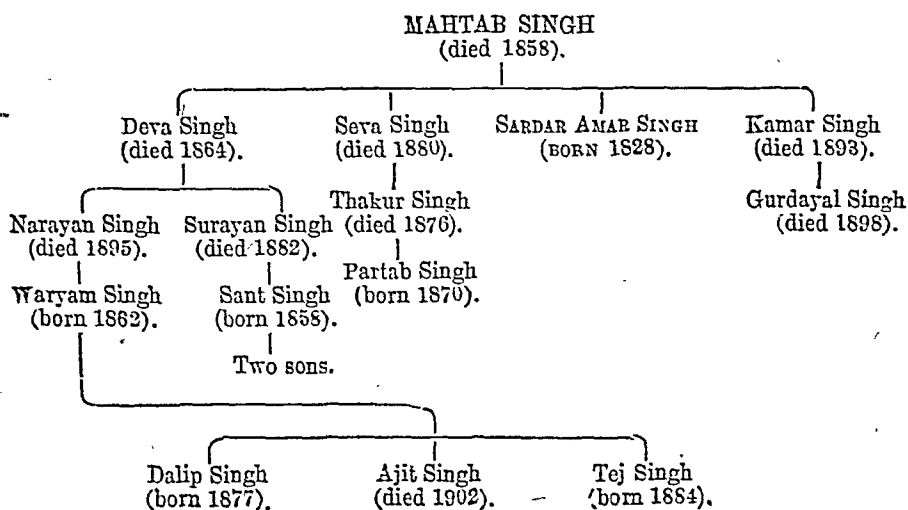 MAHTAB SINGH
(died 1858).
Deva Singh
(died 1864).
Seva Singh
(died 1880).
SARDAR AMAR SINGH
(BORN 1828).
Kamar Singh
(died 1893).
Narayan Singh
(died 1895).
Surayan Singh
(died 1882).
Thakur Singh
(died 1876).
Gurdayal Singh
(died 1898).
Waryam Singh
(born 1862).
Sant Singh
(born 1858).
Partab Singh
(born 1870).
Two sons.
Dalip Singh
(born 1877).
Ajit Singh
(died 1902).
Tej Singh
(born 1884).